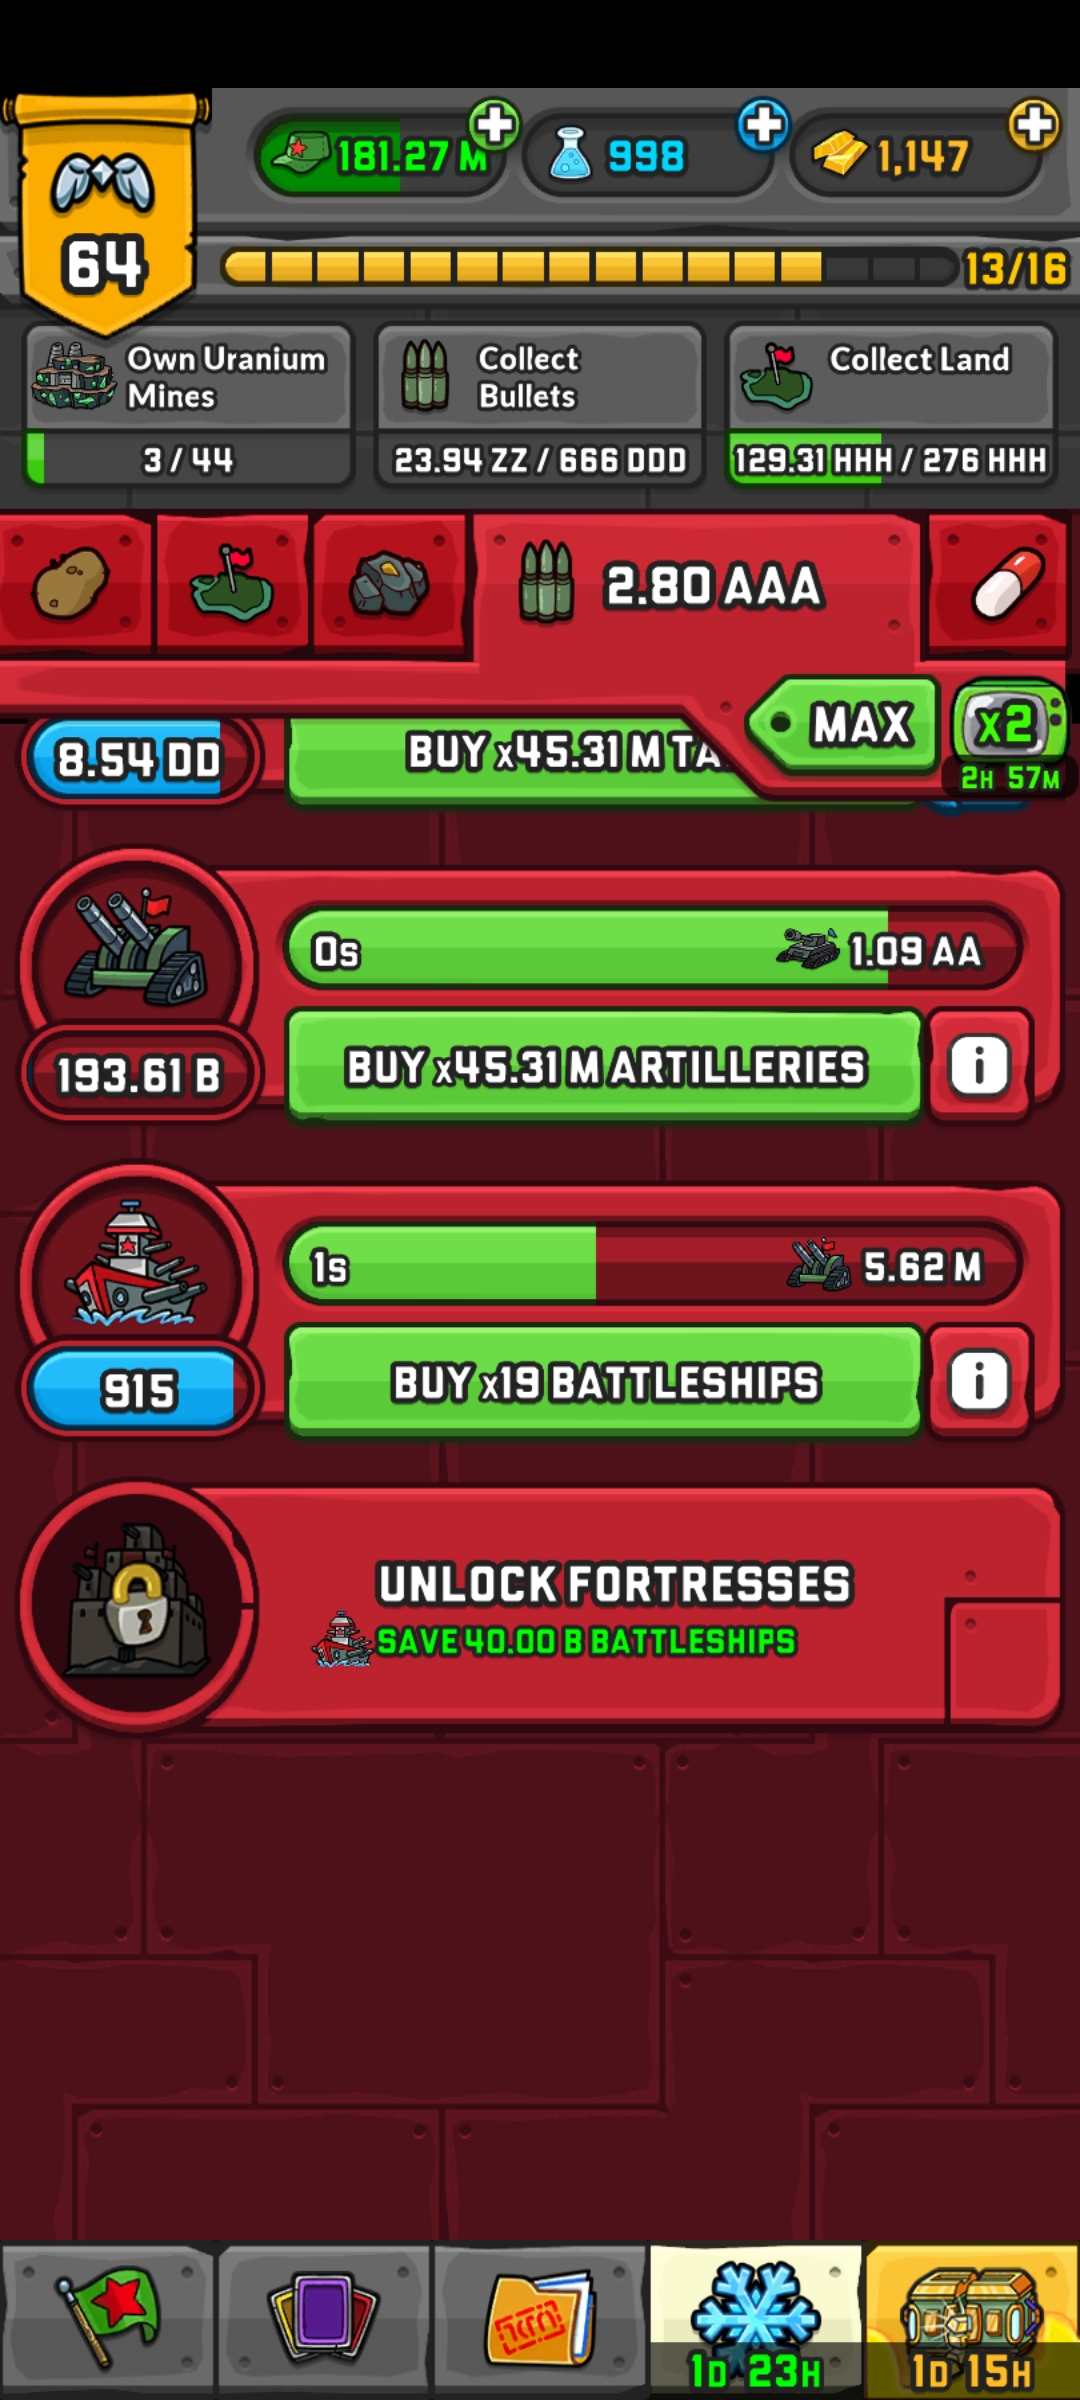 181.27 M
998
1,147
64
13/16
Own Uranium
Mines
3 / 44
Collect
Bullets
23.94 ZZ / 666 DDD
Collect Land
129.31 HHH / 276 HHH
2.80 AAA
MAX
x2
2H 57M
8.54 DD
BUY x45.31 M TA
0s
1.09 AA
193.61 B
BUY x45.31 M ARTILLERIES
i
1s
5.62 M
915
BUY x19 BATTLESHIPS
i
UNLOCK FORTRESSES
SAVE 40.00 B BATTLESHIPS
1D 23H
1D 15H